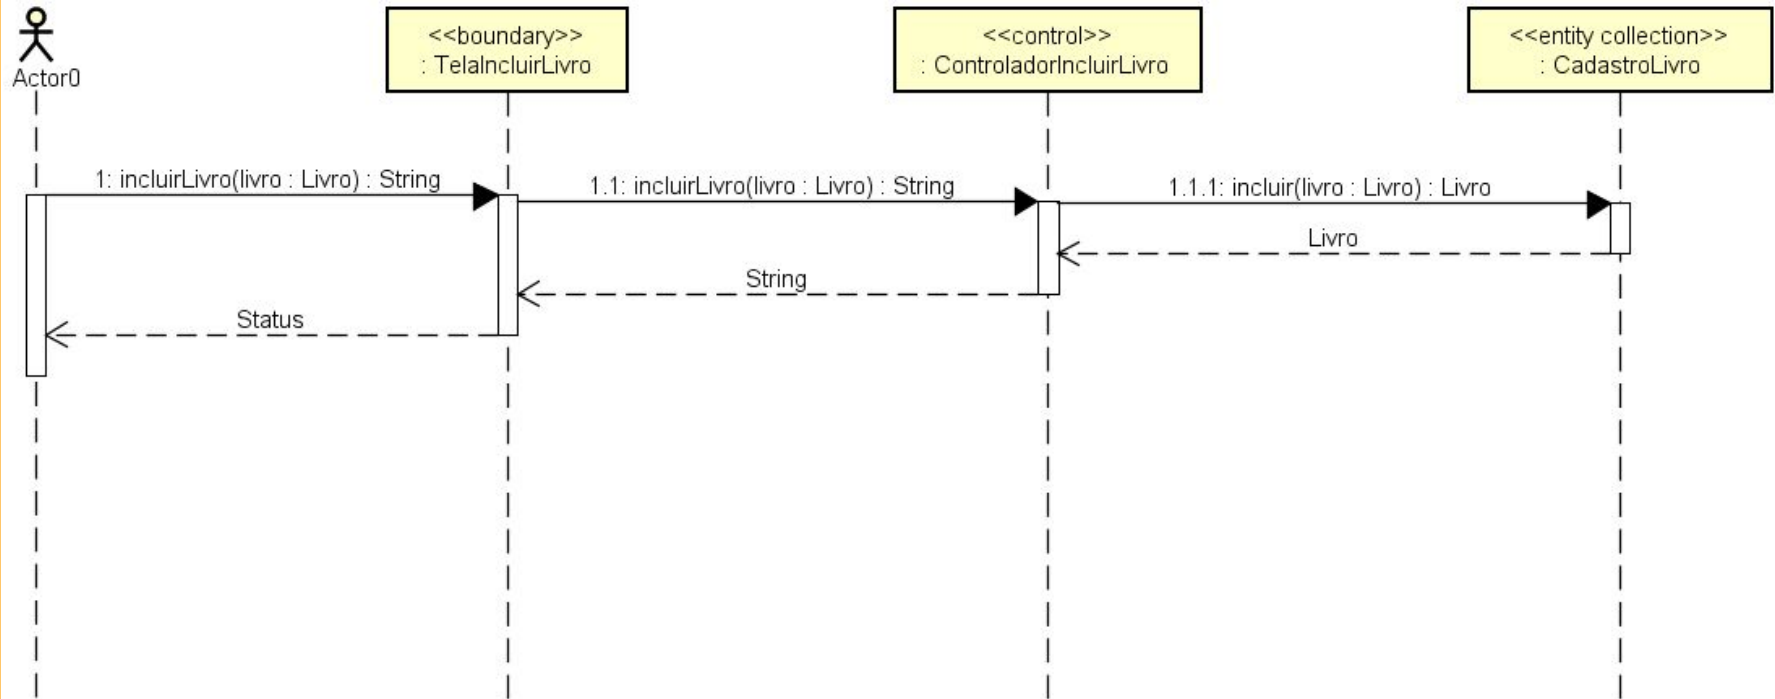 Actor0
<<boundary>>
: TelaIncluirLivro
<<control>>
: ControladorIncluirLivro
<<entity collection>>
: CadastroLivro
1: incluirLivro(livro : Livro) : String
1.1: incluirLivro(livro : Livro) : String
1.1.1: incluir(livro : Livro) : Livro
Livro
String
Status